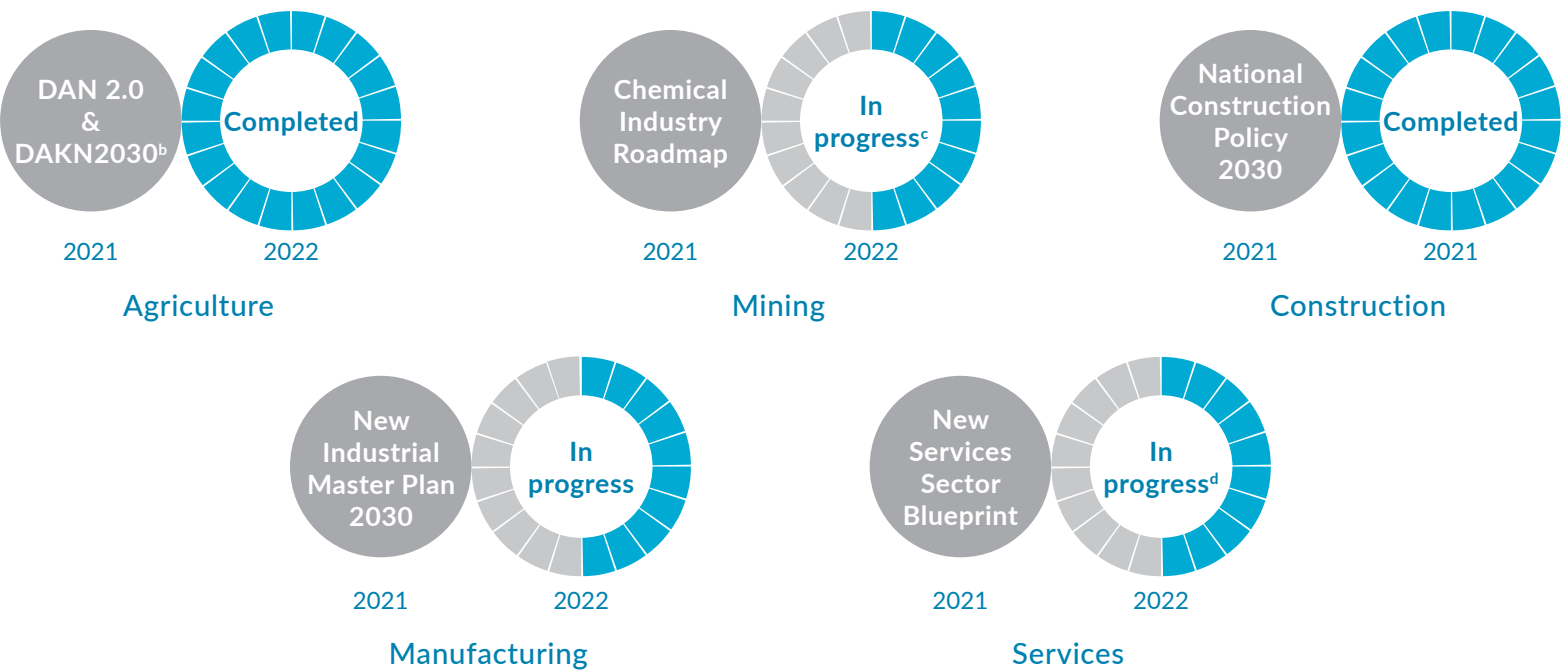 DAN 2.0
&
DAKN2030ᵇ
Completed
2021
2022
Agriculture
Chemical
Industry
Roadmap
In
progressᶜ
2021
2022
Mining
National
Construction
Policy
2030
Completed
2021
2021
Construction
New
Industrial
Master Plan
2030
In
progress
2021
2022
Manufacturing
New
Services
Sector
Blueprint
In
progressᵈ
2021
2022
Services